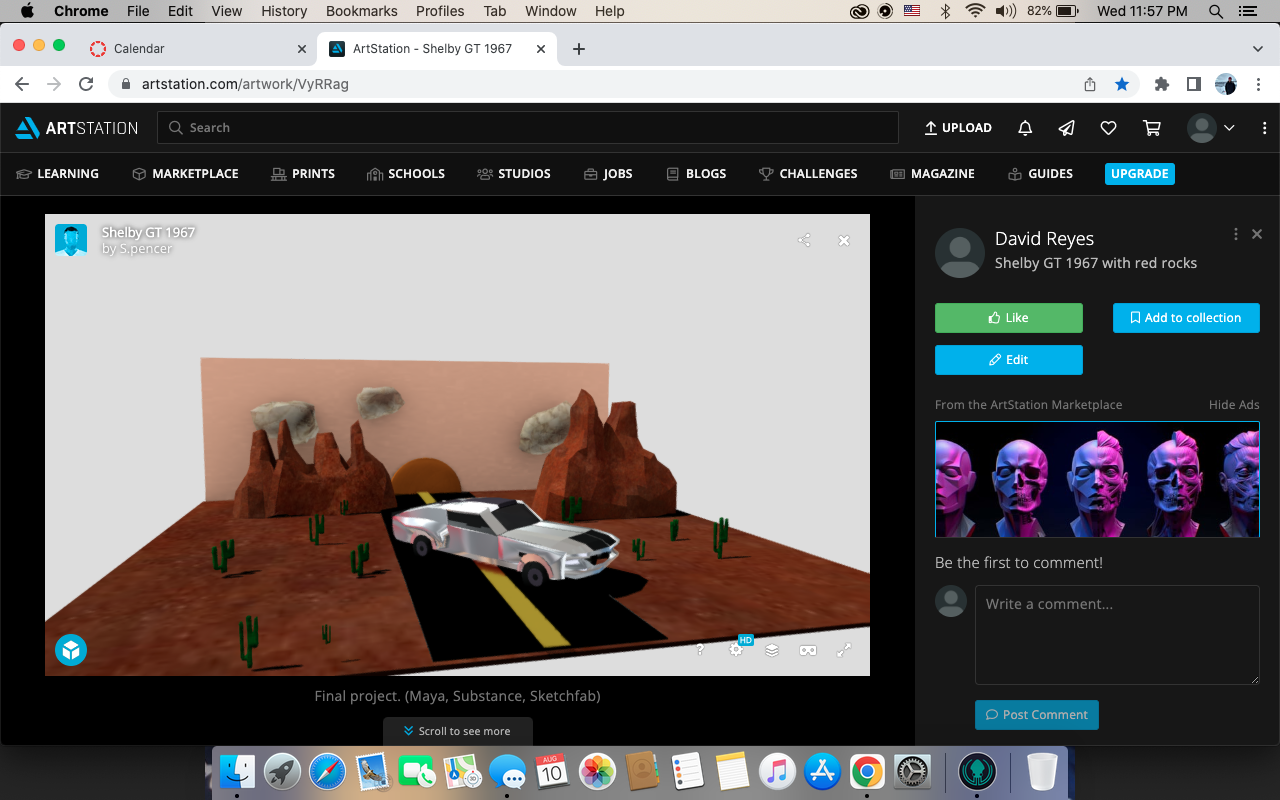 Chrome File Edit View History Bookmarks Profiles Tab Window Help 82% Wed 11:57 PM
Calendar ArtStation - Shelby GT 1967
artstation.com/artwork/VyRRag
ARTSTATION Search UPLOAD
LEARNING MARKETPLACE PRINTS SCHOOLS STUDIOS JOBS BLOGS CHALLENGES MAGAZINE GUIDES UPGRADE
Shelby GT 1967
by S.pencer
?
HD
Final project. (Maya, Substance, Sketchfab)
Scroll to see more
David Reyes
Shelby GT 1967 with red rocks
Like Add to collection
Edit
From the ArtStation Marketplace Hide Ads
Be the first to comment!
Write a comment...
Post Comment
AUG
10